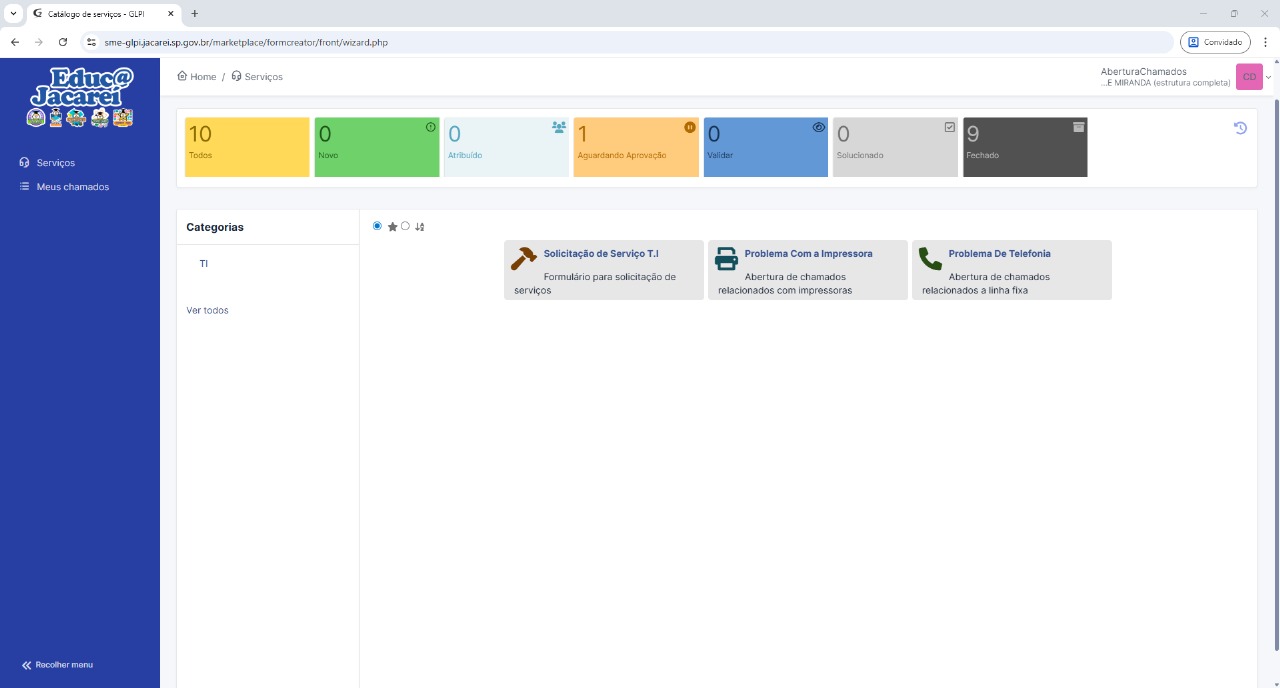 Catálogo de serviços - GLPI
sme-glpi.jacarei.sp.gov.br/marketplace/formcreator/front/wizard.php
Convidado
Educ@
Jacareí
Home / Serviços
AberturaChamados
...E MIRANDA (estrutura completa)
CD
Serviços
Meus chamados
10
Todos
0
Novo
0
Atribuído
1
Aguardando Aprovação
0
Validar
0
Solucionado
9
Fechado
Categorias
TI
Ver todos
Solicitação de Serviço T.I
Formulário para solicitação de
serviços
Problema Com a Impressora
Abertura de chamados
relacionados com impressoras
Problema De Telefonia
Abertura de chamados
relacionados a linha fixa
Recolher menu